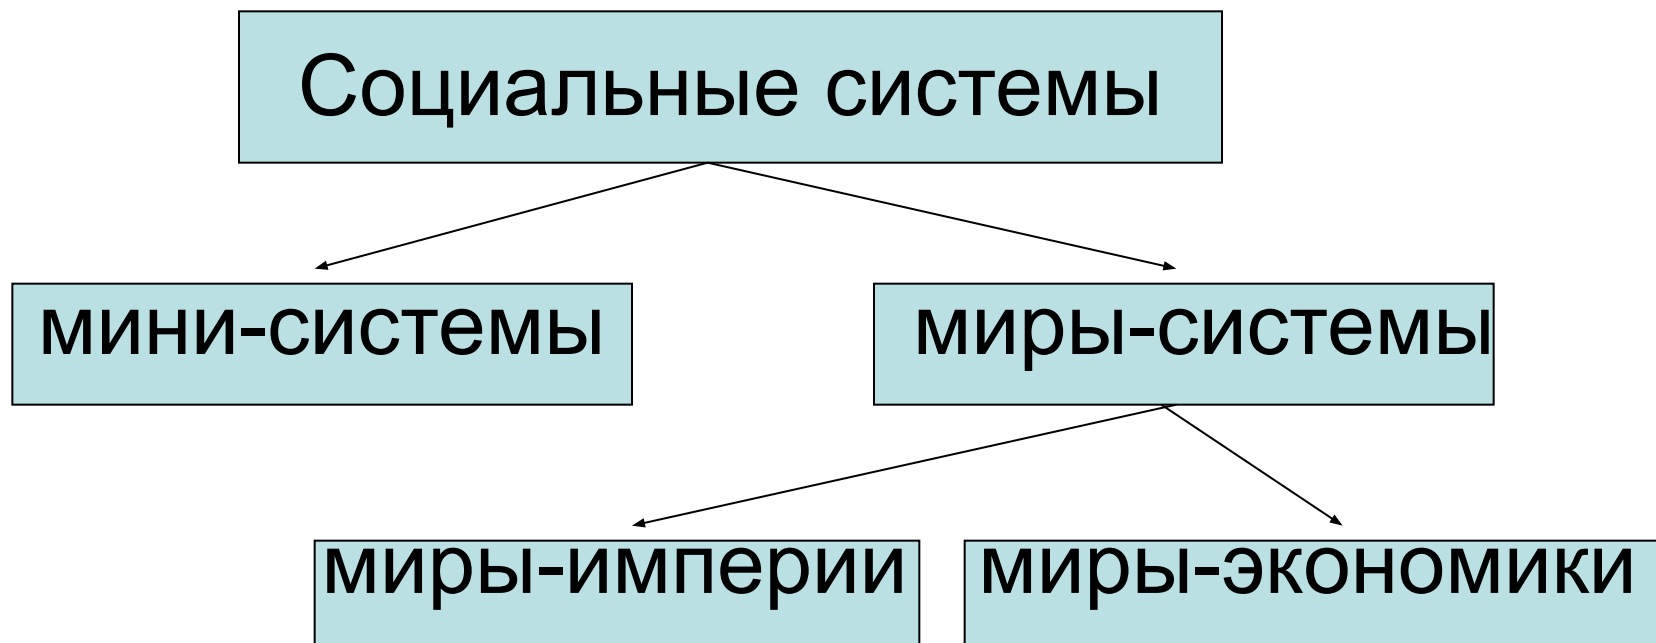 Социальные системы
мини-системы
миры-системы
миры-империи
миры-экономики